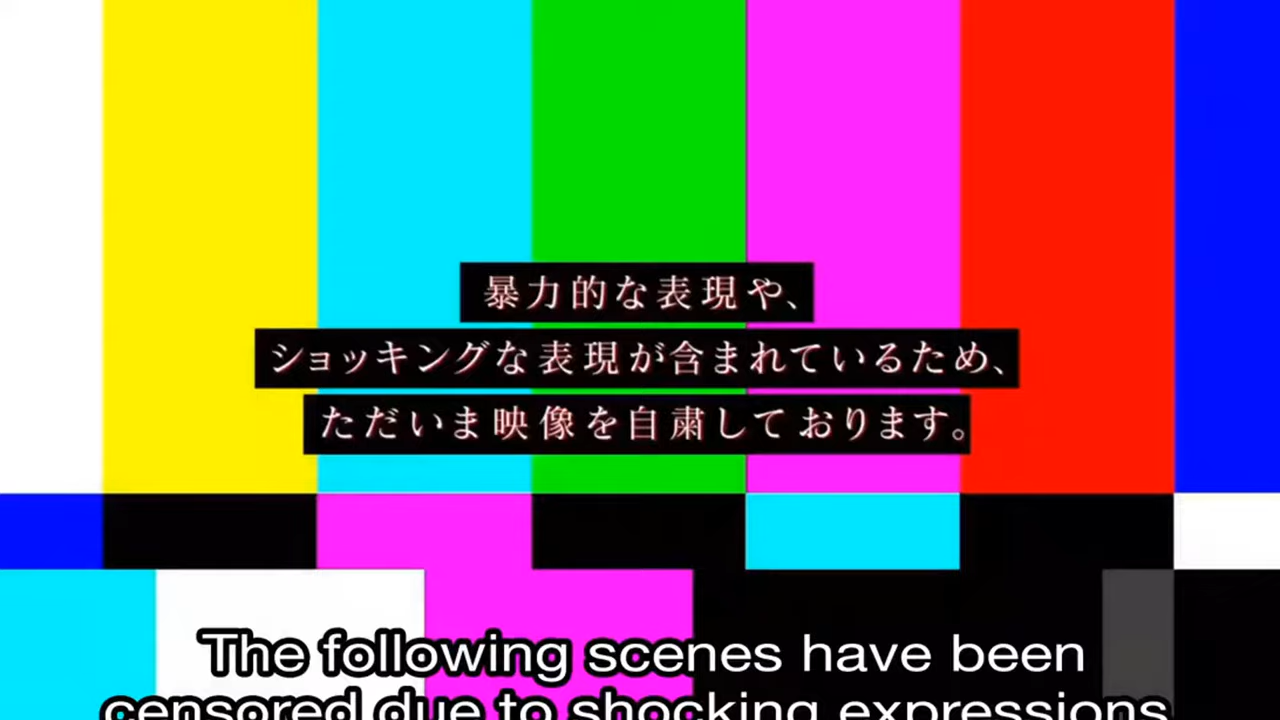 暴力的な表現や、
ショッキングな表現が含まれているため、
ただいま映像を自粛しております。
The following scenes have been
censored due to shocking expressions